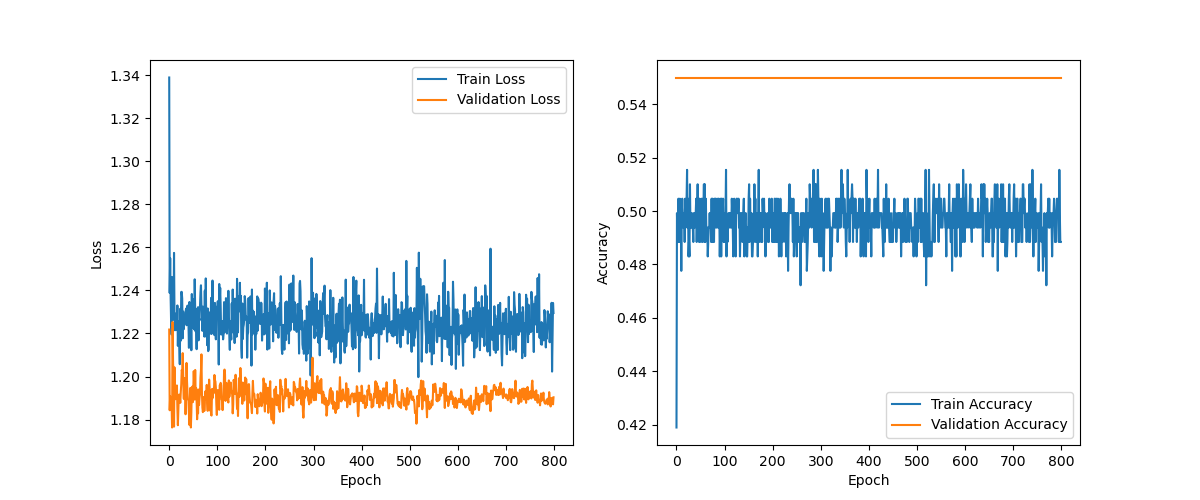 1.34
1.32
1.30
1.28
1.26
1.24
1.22
1.20
1.18
Loss
0 100 200 300 400 500 600 700 800
Epoch
Train Loss
Validation Loss
0.54
0.52
0.50
0.48
0.46
0.44
0.42
Accuracy
0 100 200 300 400 500 600 700 800
Epoch
Train Accuracy
Validation Accuracy